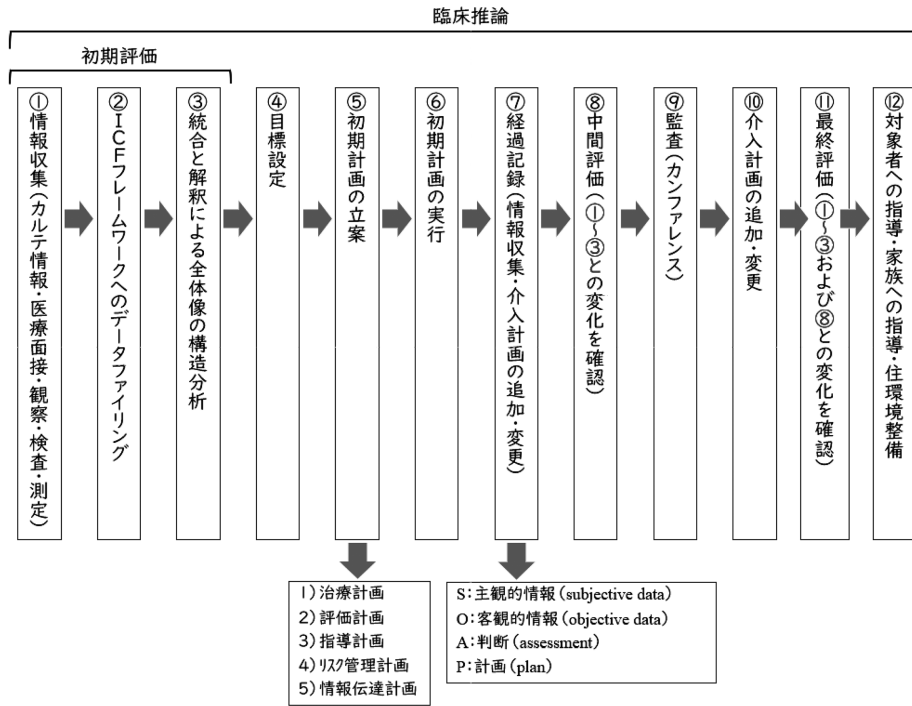 臨床推論
初期評価
①情報収集(カルテ情報・医療面接・観察・検査・測定)
②ICFフレームワークへのデータファイリング
③統合と解釈による全体像の構造分析
④目標設定
⑤初期計画の立案
⑥初期計画の実行
⑦経過記録(情報収集・介入計画の追加・変更)
⑧中間評価(①~③との変化を確認)
⑨監査(カンファレンス)
⑩介入計画の追加・変更
⑪最終評価(①~③および⑧との変化を確認)
⑫対象者への指導・家族への指導・住環境整備
1)治療計画
2)評価計画
3)指導計画
4)リスク管理計画
5)情報伝達計画
S:主観的情報(subjective data)
O:客観的情報(objective data)
A:判断(assessment)
P:計画(plan)